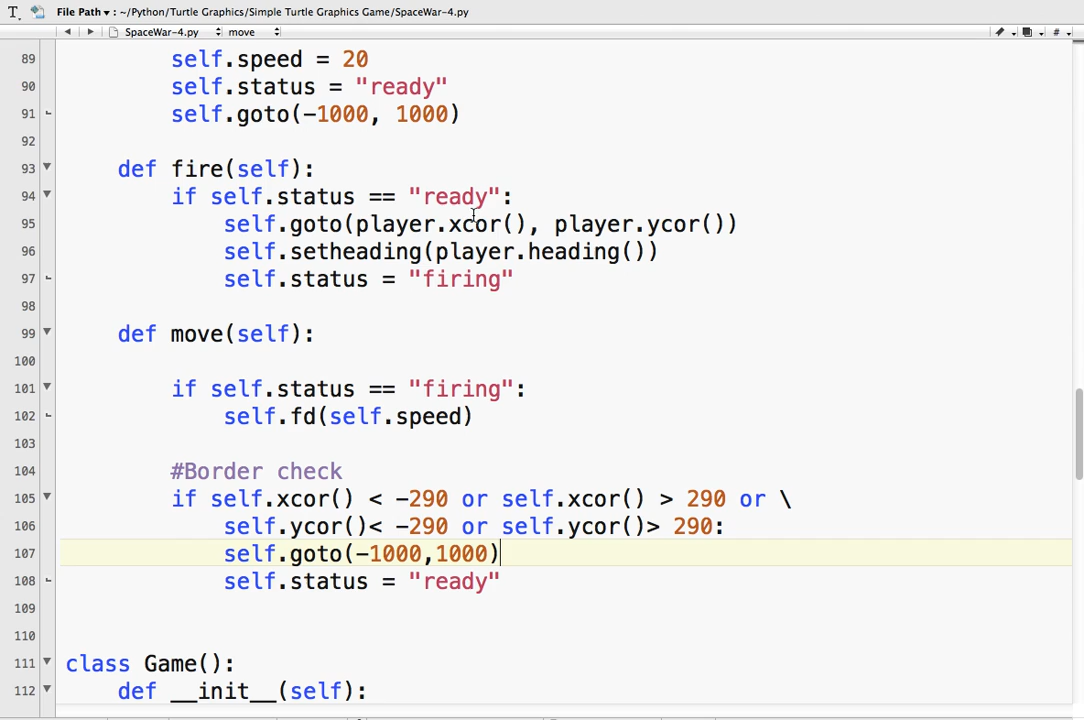 File Path ▾ : ~/Python/Turtle Graphics/Simple Turtle Graphics Game/SpaceWar-4.py
SpaceWar-4.py move
89 self.speed = 20
90 self.status = "ready"
91 self.goto(-1000, 1000)
92
93 def fire(self):
94 if self.status == "ready":
95 self.goto(player.xcor(), player.ycor())
96 self.setheading(player.heading())
97 self.status = "firing"
98
99 def move(self):
100
101 if self.status == "firing":
102 self.fd(self.speed)
103
104 #Border check
105 if self.xcor() < -290 or self.xcor() > 290 or \
106 self.ycor()< -290 or self.ycor()> 290:
107 self.goto(-1000,1000)
108 self.status = "ready"
109
110
111 class Game():
112 def __init__(self):